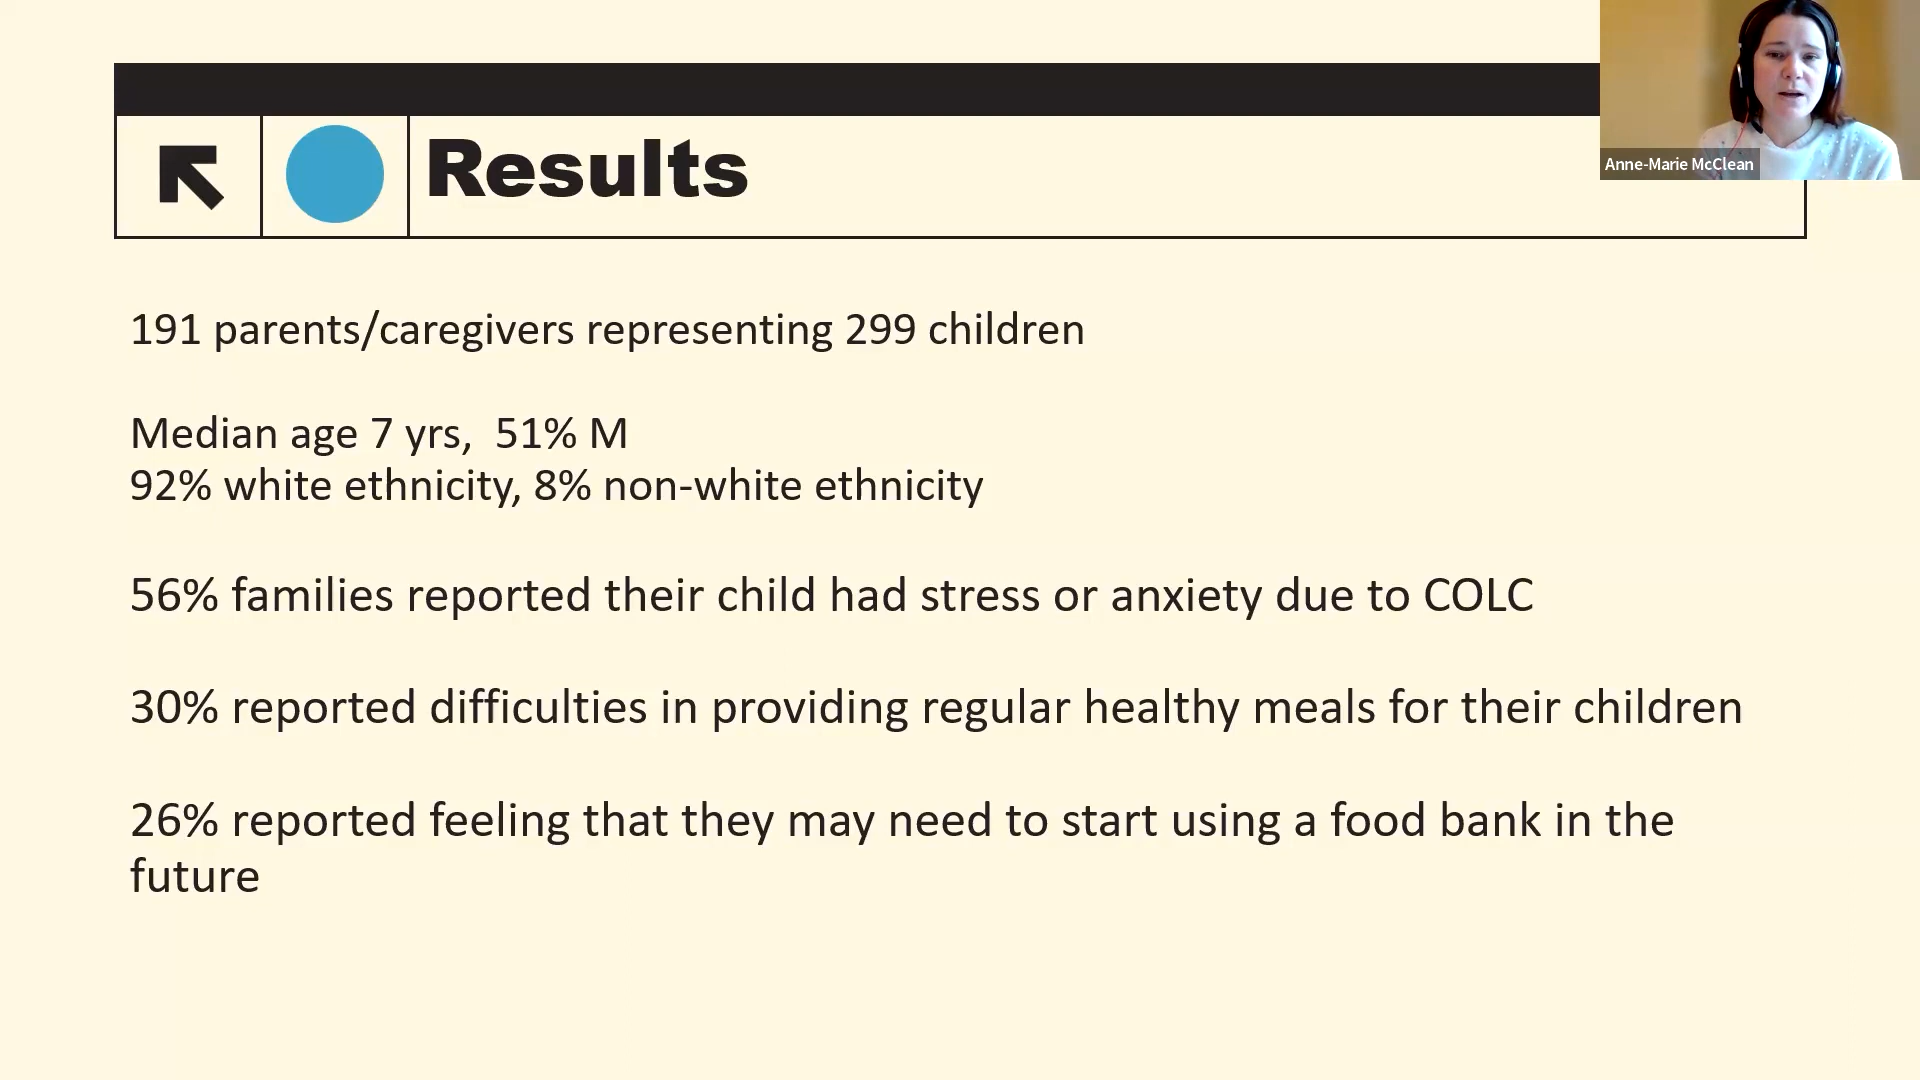 Results
Anne-Marie McClean
191 parents/caregivers representing 299 children
Median age 7 yrs,  51% M
92% white ethnicity, 8% non-white ethnicity
56% families reported their child had stress or anxiety due to COLC
30% reported difficulties in providing regular healthy meals for their children
26% reported feeling that they may need to start using a food bank in the
future